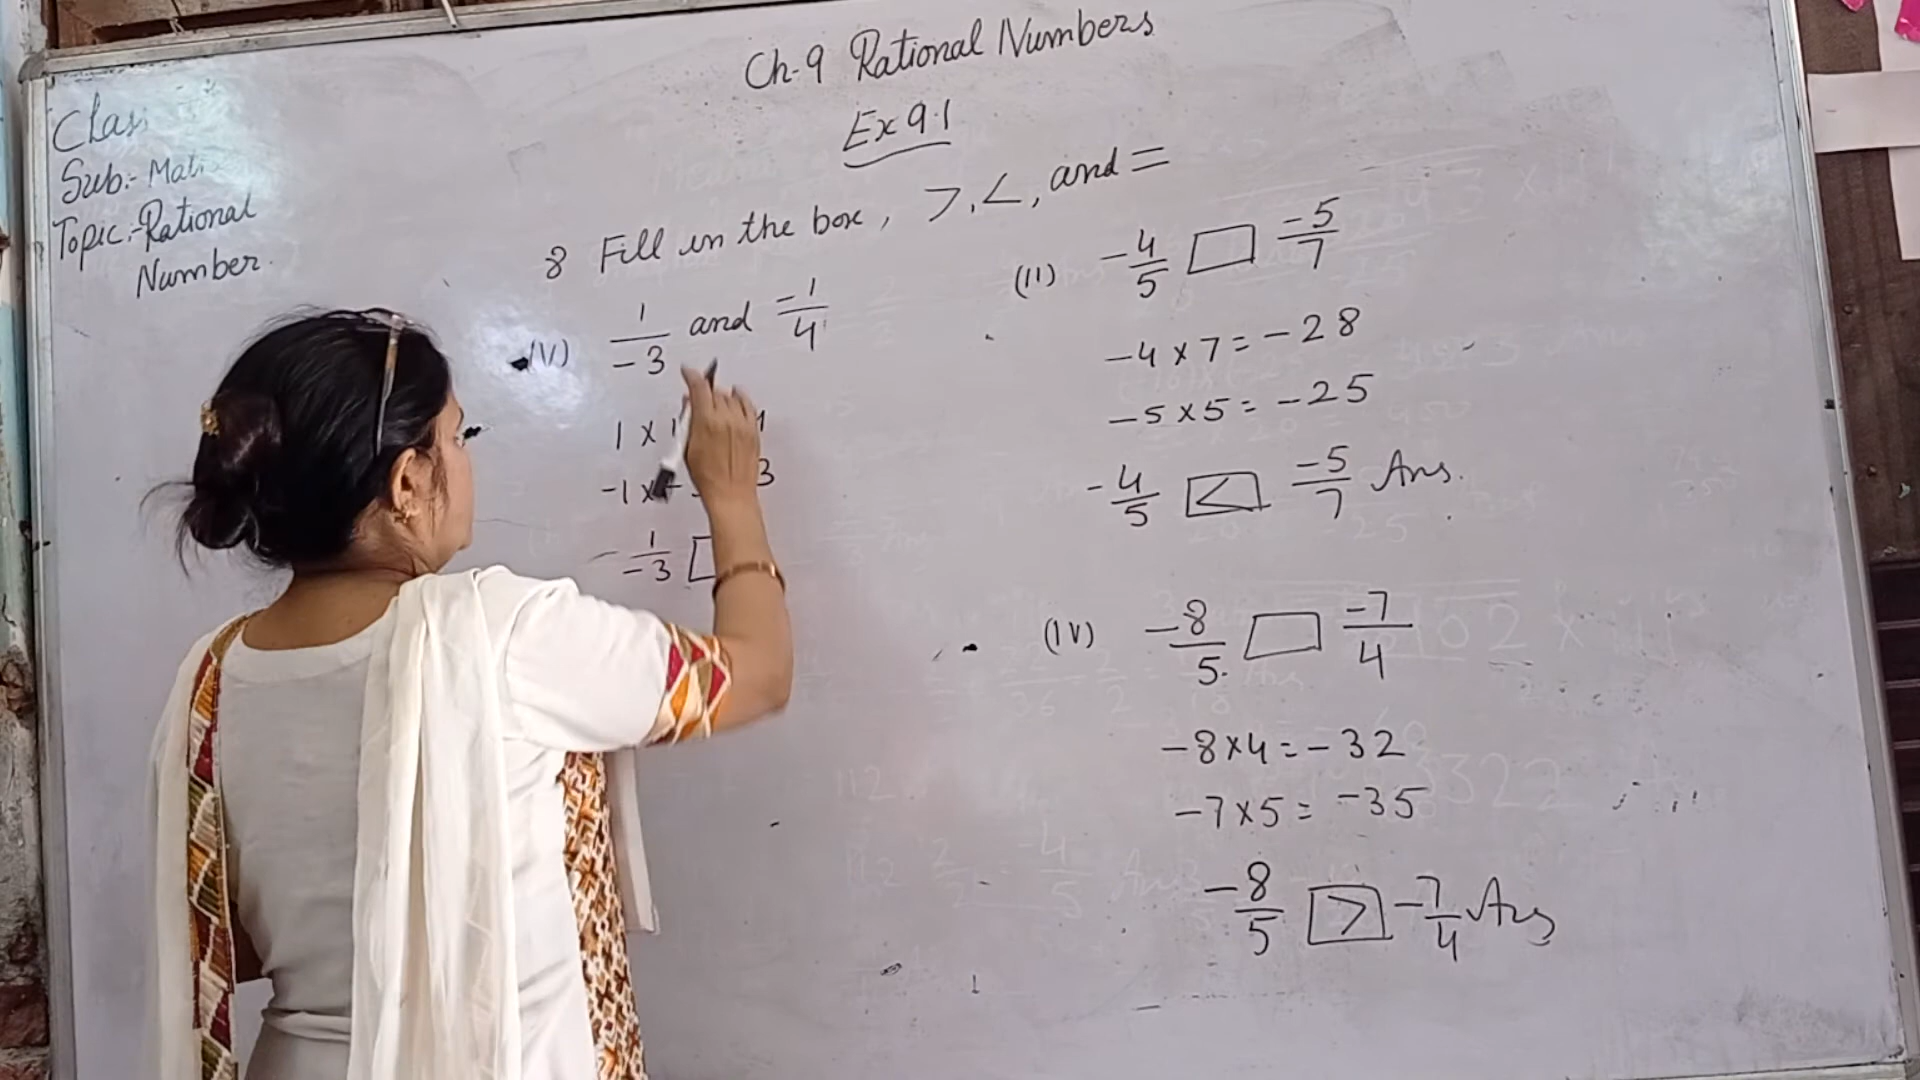 Ch-9 Rational Numbers
Ex 9.1
Clas
Sub:- Mat
Topic:- Rational
Number.
8 Fill in the box, >, <, and =
(V) 1/-3 and -1/4
1 x
-1 x - 3
-1/-3 □
(II) -4/5 □ -5/7
-4 x 7 = -28
-5 x 5 = -25
-4/5 < -5/7 Ans.
(IV) -8/5 □ -7/4
-8 x 4 = -32
-7 x 5 = -35
-8/5 > -7/4 Ans